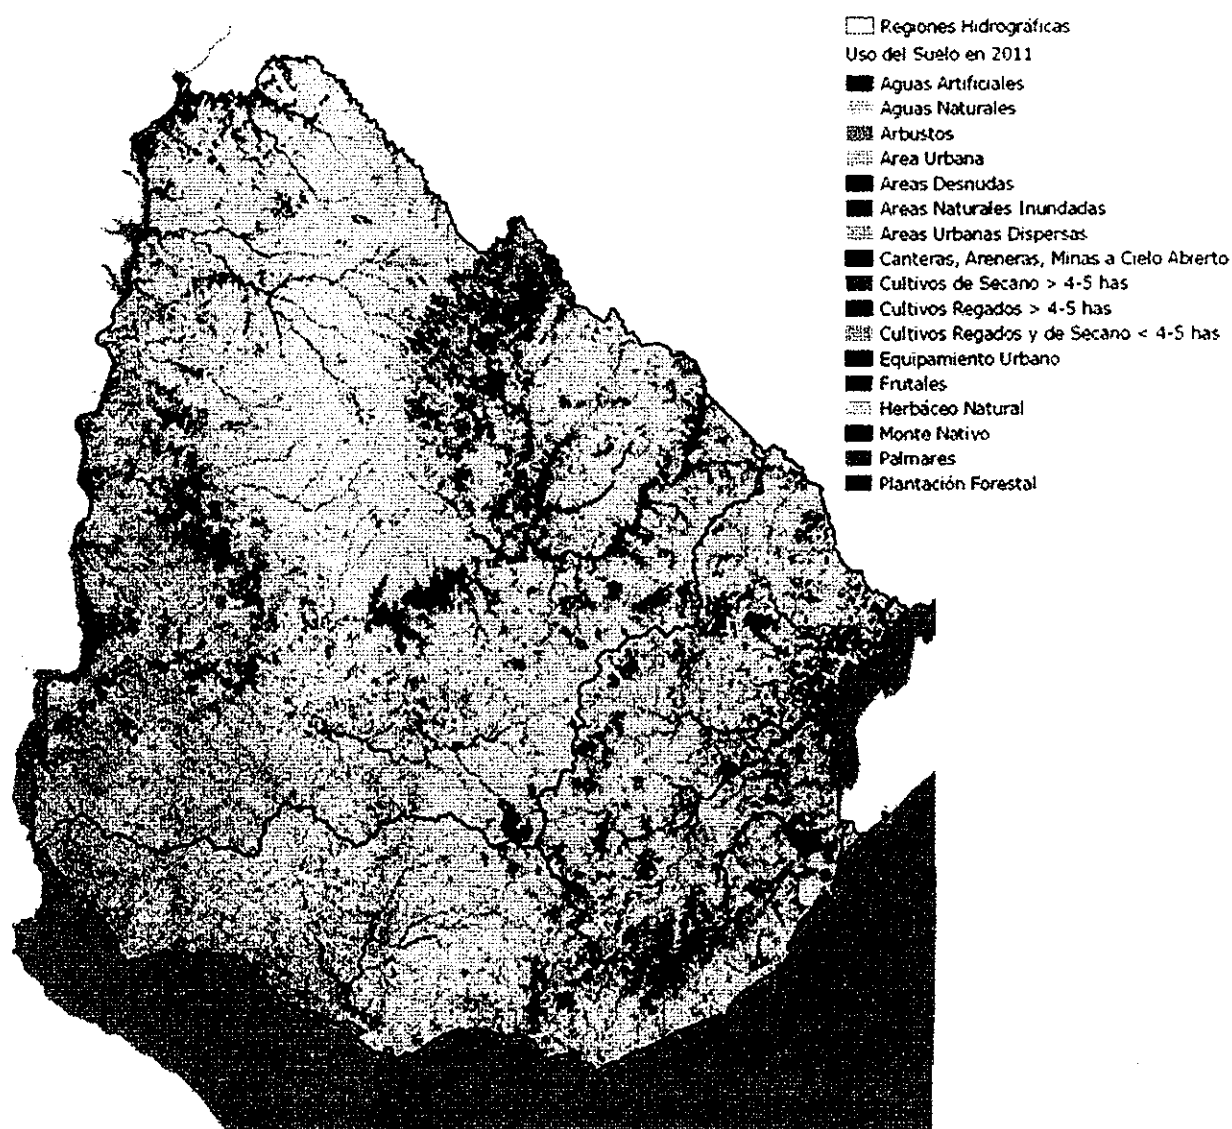 Regiones Hidrográficas
Uso del Suelo en 2011
Aguas Artificiales
Aguas Naturales
Arbustos
Area Urbana
Areas Desnudas
Areas Naturales Inundadas
Areas Urbanas Dispersas
Canteras, Areneras, Minas a Cielo Abierto
Cultivos de Secano > 4-5 has
Cultivos Regados > 4-5 has
Cultivos Regados y de Secano < 4-5 has
Equipamiento Urbano
Frutales
Herbáceo Natural
Monte Nativo
Palmares
Plantación Forestal